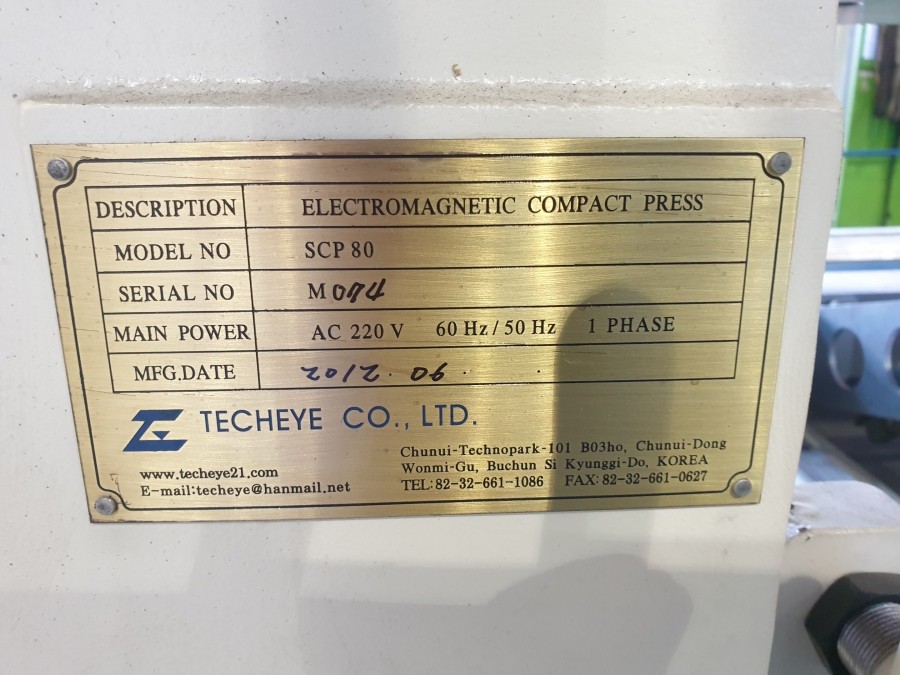 DESCRIPTION ELECTROMAGNETIC COMPACT PRESS
MODEL NO SCP 80
SERIAL NO M 074
MAIN POWER AC 220 V 60 Hz / 50 Hz 1 PHASE
MFG.DATE 2012. 06.
TECHEYE CO., LTD.
www.techeye21.com
E-mail:techeye@hanmail.net
Chunui-Technopark-101 B03ho, Chunui-Dong
Wonmi-Gu, Buchun Si Kyunggi-Do, KOREA
TEL:82-32-661-1086 FAX:82-32-661-0627